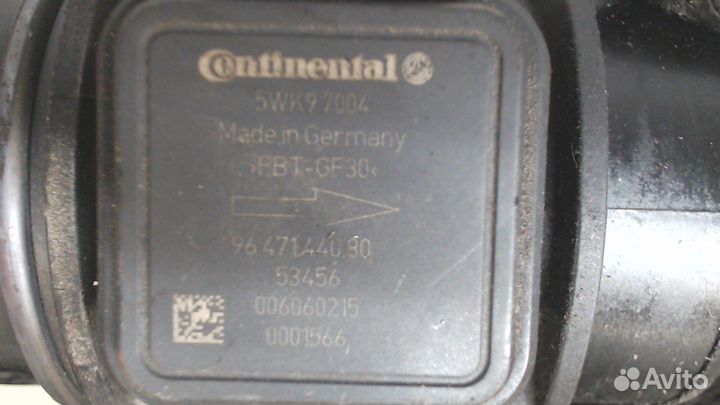 Continental
5WK9 7004
Made in Germany
>PBT-GF30<
96 471 440 80
53456
006060215
0001566
Avito